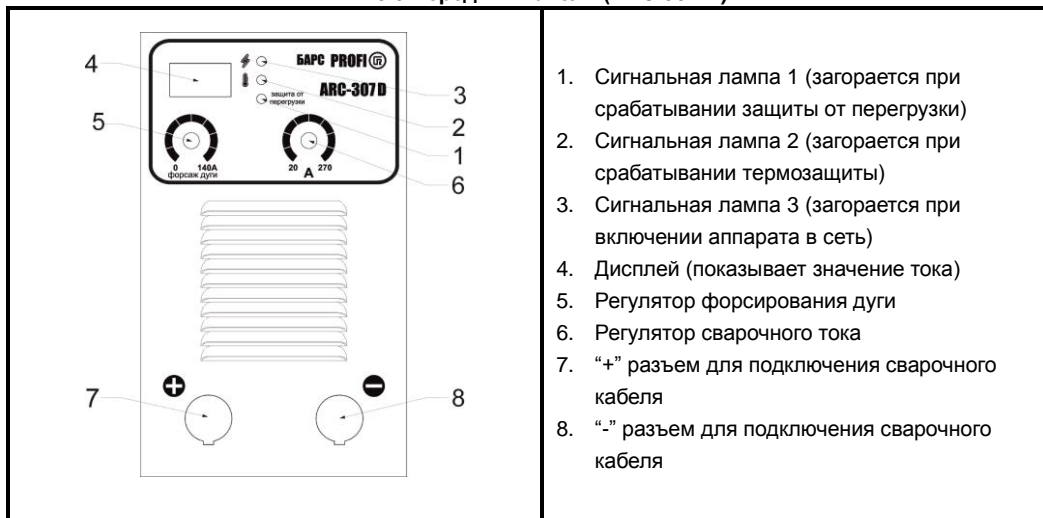 4
5
7
БАРС PROFI
ARC-307D
защита от
перегрузки
0 140А
форсаж дуги
20 А 270
3
2
1
6
8
1. Сигнальная лампа 1 (загорается при
срабатывании защиты от перегрузки)
2. Сигнальная лампа 2 (загорается при
срабатывании термозащиты)
3. Сигнальная лампа 3 (загорается при
включении аппарата в сеть)
4. Дисплей (показывает значение тока)
5. Регулятор форсирования дуги
6. Регулятор сварочного тока
7. “+” разъем для подключения сварочного
кабеля
8. “-” разъем для подключения сварочного
кабеля